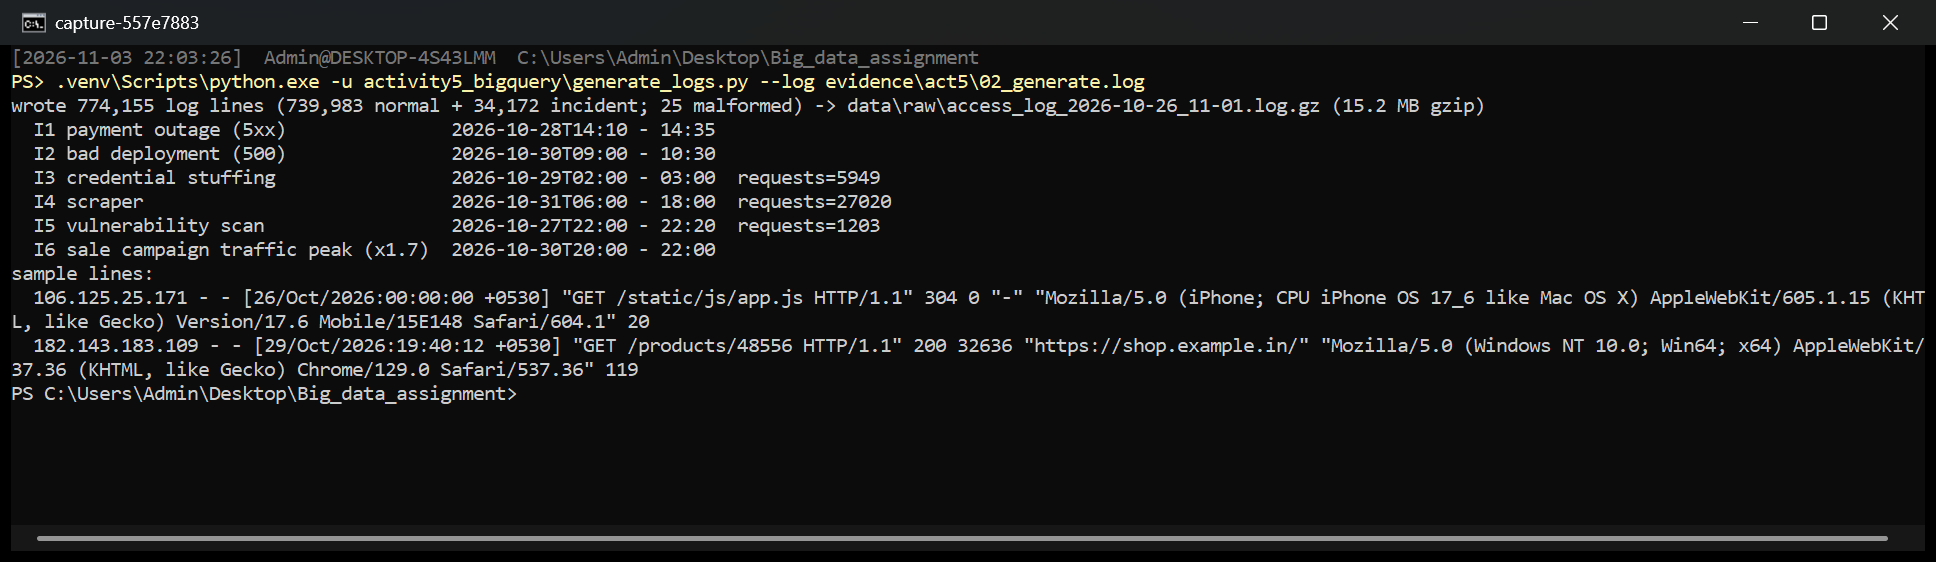 capture-557e7883
[2026-11-03 22:03:26]  Admin@DESKTOP-4S43LMM  C:\Users\Admin\Desktop\Big_data_assignment
PS> .venv\Scripts\python.exe -u activity5_bigquery\generate_logs.py --log evidence\act5\02_generate.log
wrote 774,155 log lines (739,983 normal + 34,172 incident; 25 malformed) -> data\raw\access_log_2026-10-26_11-01.log.gz (15.2 MB gzip)
  I1 payment outage (5xx)               2026-10-28T14:10 - 14:35
  I2 bad deployment (500)               2026-10-30T09:00 - 10:30
  I3 credential stuffing                2026-10-29T02:00 - 03:00  requests=5949
  I4 scraper                            2026-10-31T06:00 - 18:00  requests=27020
  I5 vulnerability scan                 2026-10-27T22:00 - 22:20  requests=1203
  I6 sale campaign traffic peak (x1.7)  2026-10-30T20:00 - 22:00
sample lines:
  106.125.25.171 - - [26/Oct/2026:00:00:00 +0530] "GET /static/js/app.js HTTP/1.1" 304 0 "-" "Mozilla/5.0 (iPhone; CPU iPhone OS 17_6 like Mac OS X) AppleWebKit/605.1.15 (KHT
L, like Gecko) Version/17.6 Mobile/15E148 Safari/604.1" 20
  182.143.183.109 - - [29/Oct/2026:19:40:12 +0530] "GET /products/48556 HTTP/1.1" 200 32636 "https://shop.example.in/" "Mozilla/5.0 (Windows NT 10.0; Win64; x64) AppleWebKit/
37.36 (KHTML, like Gecko) Chrome/129.0 Safari/537.36" 119
PS C:\Users\Admin\Desktop\Big_data_assignment>